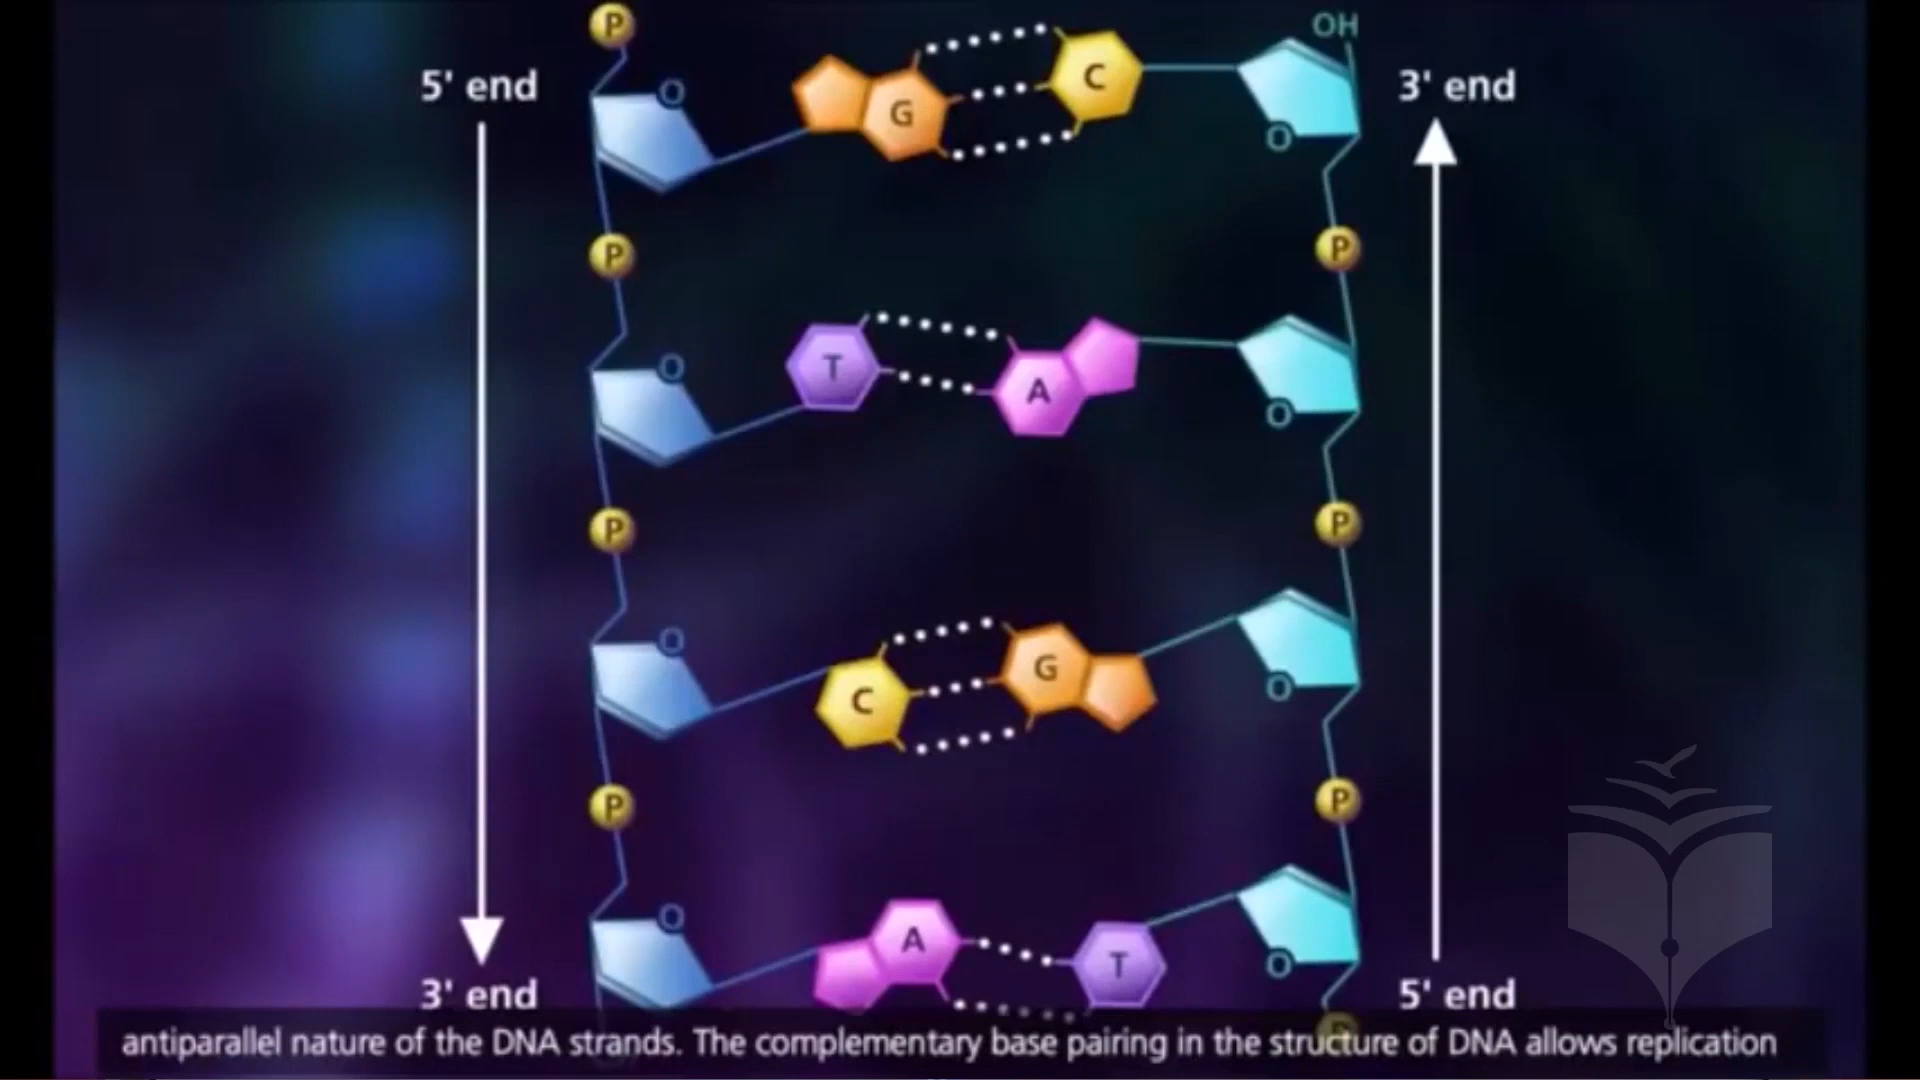 P
OH
5' end
O
G
C
3' end
O
P
P
O
T
A
O
P
P
O
C
G
O
P
P
O
A
T
O
3' end
5' end
P
antiparallel nature of the DNA strands. The complementary base pairing in the structure of DNA allows replication